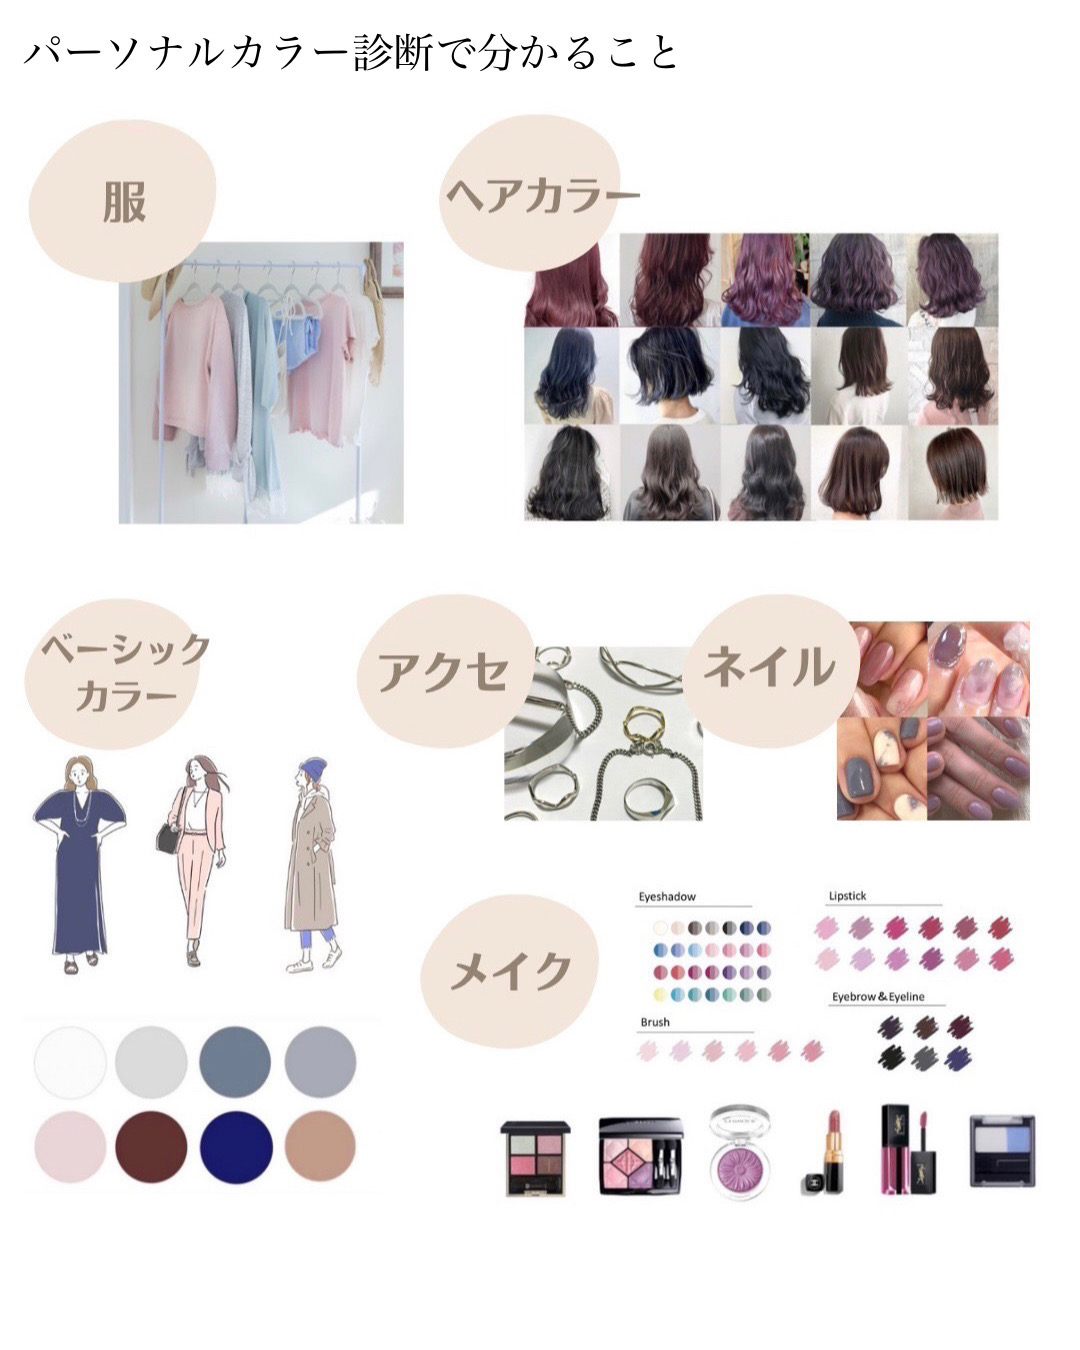 パーソナルカラー診断で分かること
服
ヘアカラー
ベーシック
カラー
アクセ
ネイル
メイク
Eyeshadow
Lipstick
Eyebrow＆Eyeline
Brush
YSL
YSL